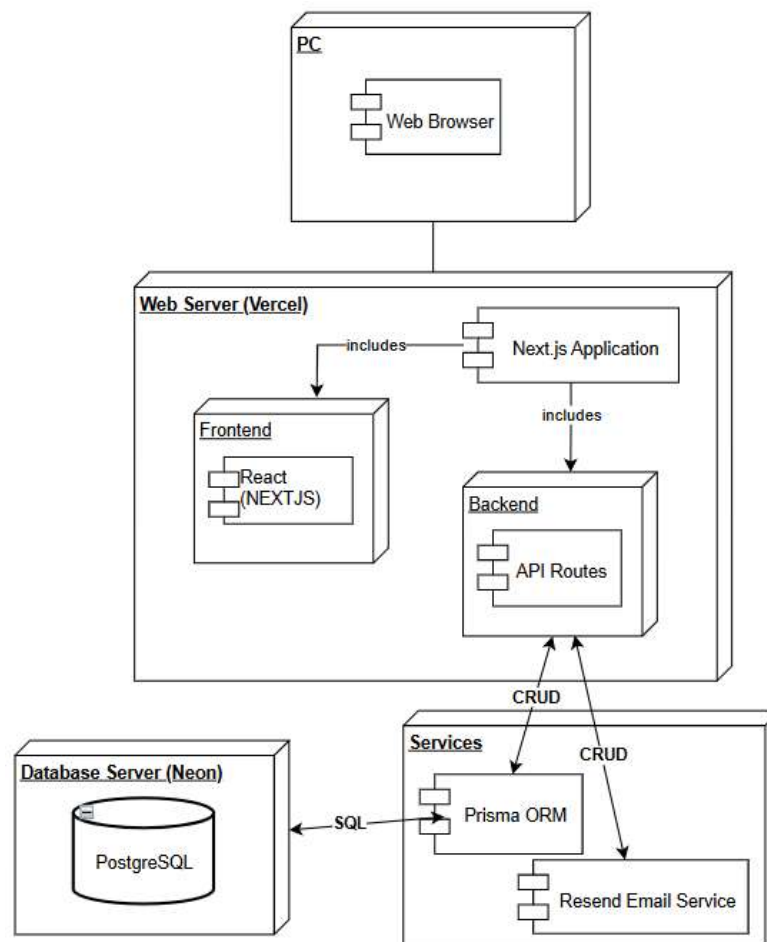 PC
Web Browser
Web Server (Vercel)
Next.js Application
includes
includes
Frontend
React
(NEXTJS)
Backend
API Routes
CRUD
Services
CRUD
Database Server (Neon)
Prisma ORM
SQL
PostgreSQL
Resend Email Service